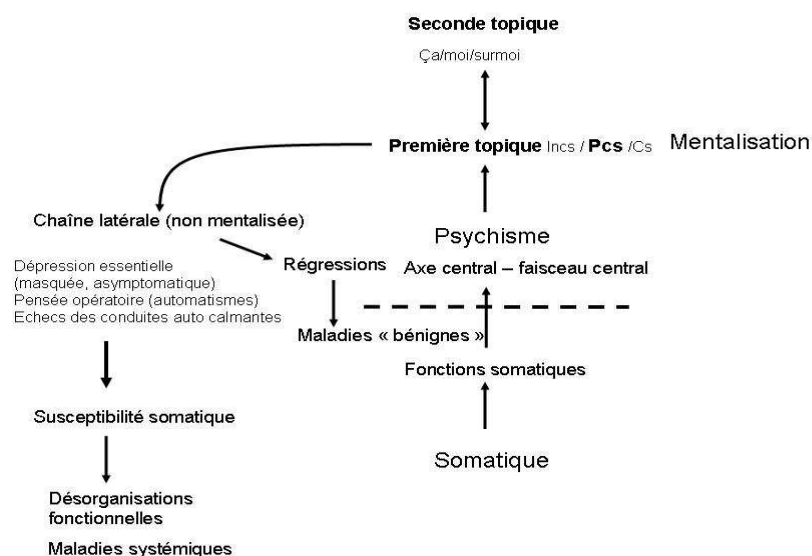 Seconde topique
Ça/moi/surmoi
Première topique Incs / Pcs /Cs Mentalisation
Chaîne latérale (non mentalisée)
Psychisme
Dépression essentielle
(masquée, asymptomatique)
Pensée opératoire (automatismes)
Echecs des conduites auto calmantes
Régressions
Axe central – faisceau central
Maladies « bénignes »
Fonctions somatiques
Susceptibilité somatique
Somatique
Désorganisations
fonctionnelles
Maladies systémiques